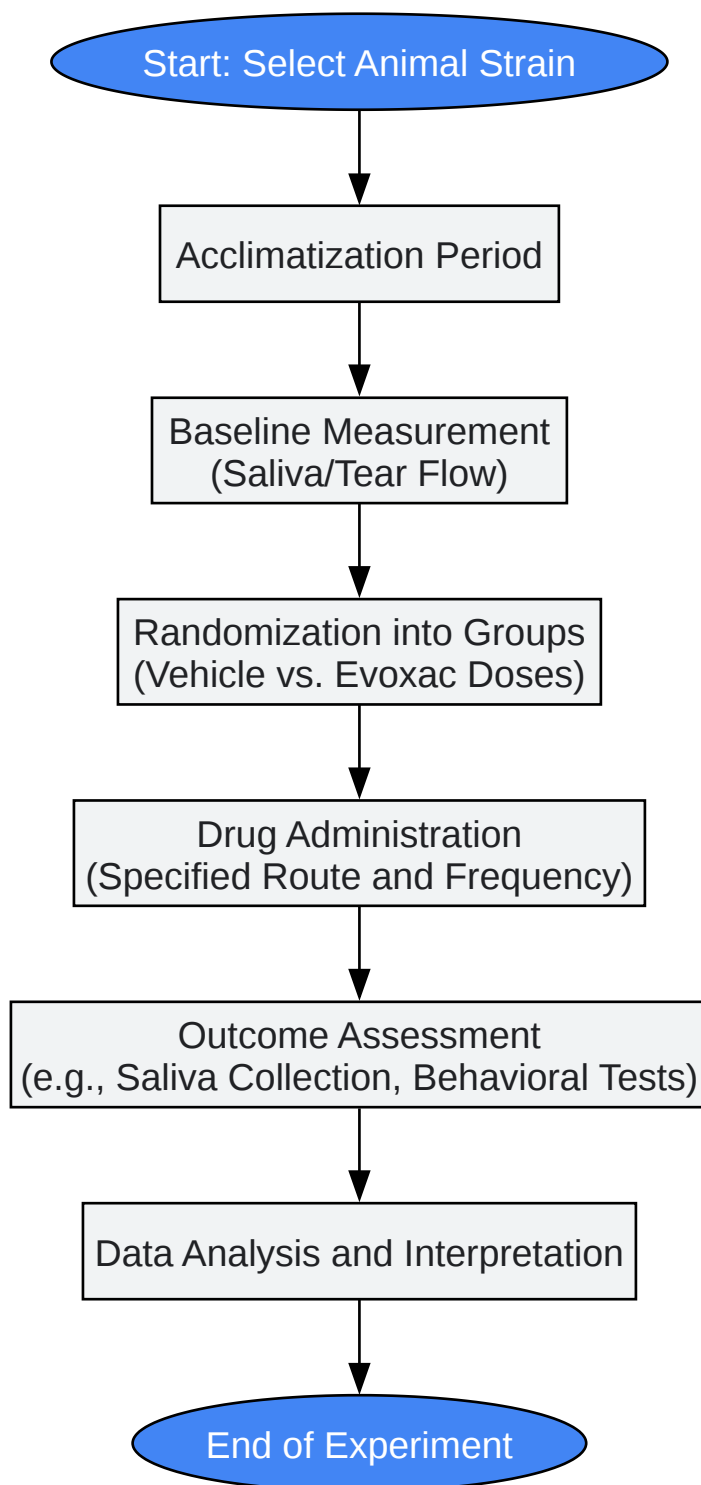 Start: Select Animal Strain
Acclimatization Period
Baseline Measurement
(Saliva/Tear Flow)
Randomization into Groups
(Vehicle vs. Evoxac Doses)
Drug Administration
(Specified Route and Frequency)
Outcome Assessment
(e.g., Saliva Collection, Behavioral Tests)
Data Analysis and Interpretation
End of Experiment